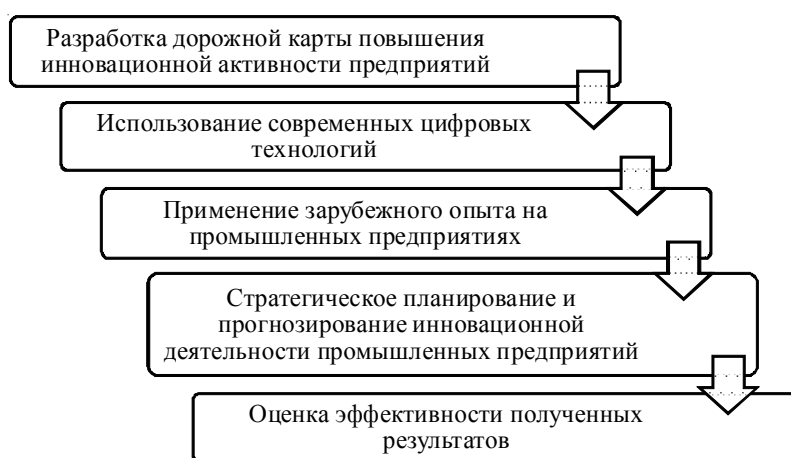 Разработка дорожной карты повышения
инновационной активности предприятий
Использование современных цифровых
технологий
Применение зарубежного опыта на
промышленных предприятиях
Стратегическое планирование и
прогнозирование инновационной
деятельности промышленных предприятий
Оценка эффективности полученных
результатов